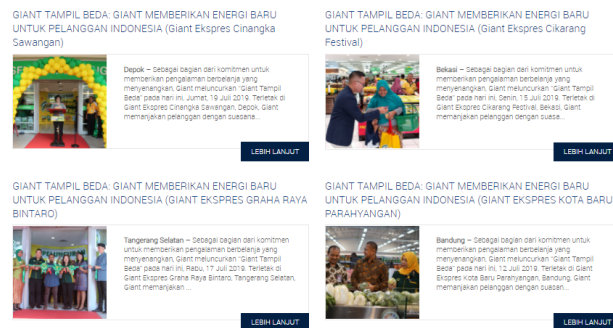 GIANT TAMPIL BEDA: GIANT MEMBERIKAN ENERGI BARU
UNTUK PELANGGAN INDONESIA (Giant Ekspres Cinangka
Sawangan)
Depok – Sebagai bagian dari komitmen untuk
memberikan pengalaman berbelanja yang
menyenangkan, Giant meluncurkan "Giant Tampil
Beda" pada hari ini, Jumat, 19 Juli 2019. Terletak di
Giant Ekspres Cinangka Sawangan, Depok, Giant
memanjakan pelanggan dengan suasana...
LEBIH LANJUT
GIANT TAMPIL BEDA: GIANT MEMBERIKAN ENERGI BARU
UNTUK PELANGGAN INDONESIA (Giant Ekspres Cikarang
Festival)
Bekasi – Sebagai bagian dari komitmen untuk
memberikan pengalaman berbelanja yang
menyenangkan, Giant meluncurkan "Giant Tampil
Beda" pada hari ini, Senin, 15 Juli 2019. Terletak di
Giant Ekspres Cikarang Festival, Bekasi, Giant
memanjakan pelanggan dengan suasa...
LEBIH LANJUT
GIANT TAMPIL BEDA: GIANT MEMBERIKAN ENERGI BARU
UNTUK PELANGGAN INDONESIA (GIANT EKSPRES GRAHA RAYA
BINTARO)
Tangerang Selatan – Sebagai bagian dari komitmen
untuk memberikan pengalaman berbelanja yang
menyenangkan, Giant meluncurkan "Giant Tampil
Beda" pada hari ini, Rabu, 17 Juli 2019. Terletak di
Giant Ekspres Graha Raya Bintaro, Tangerang Selatan,
Giant memanjakan ...
LEBIH LANJUT
GIANT TAMPIL BEDA: GIANT MEMBERIKAN ENERGI BARU
UNTUK PELANGGAN INDONESIA (GIANT EKSPRES KOTA BARU
PARAHYANGAN)
Bandung – Sebagai bagian dari komitmen untuk
memberikan pengalaman berbelanja yang
menyenangkan, Giant meluncurkan "Giant Tampil
Beda" pada hari ini, 12 Juli 2019. Terletak di Giant
Ekspres Kota Baru Parahyangan, Bandung, Giant
memanjakan pelanggan dengan suasan...
LEBIH LANJUT